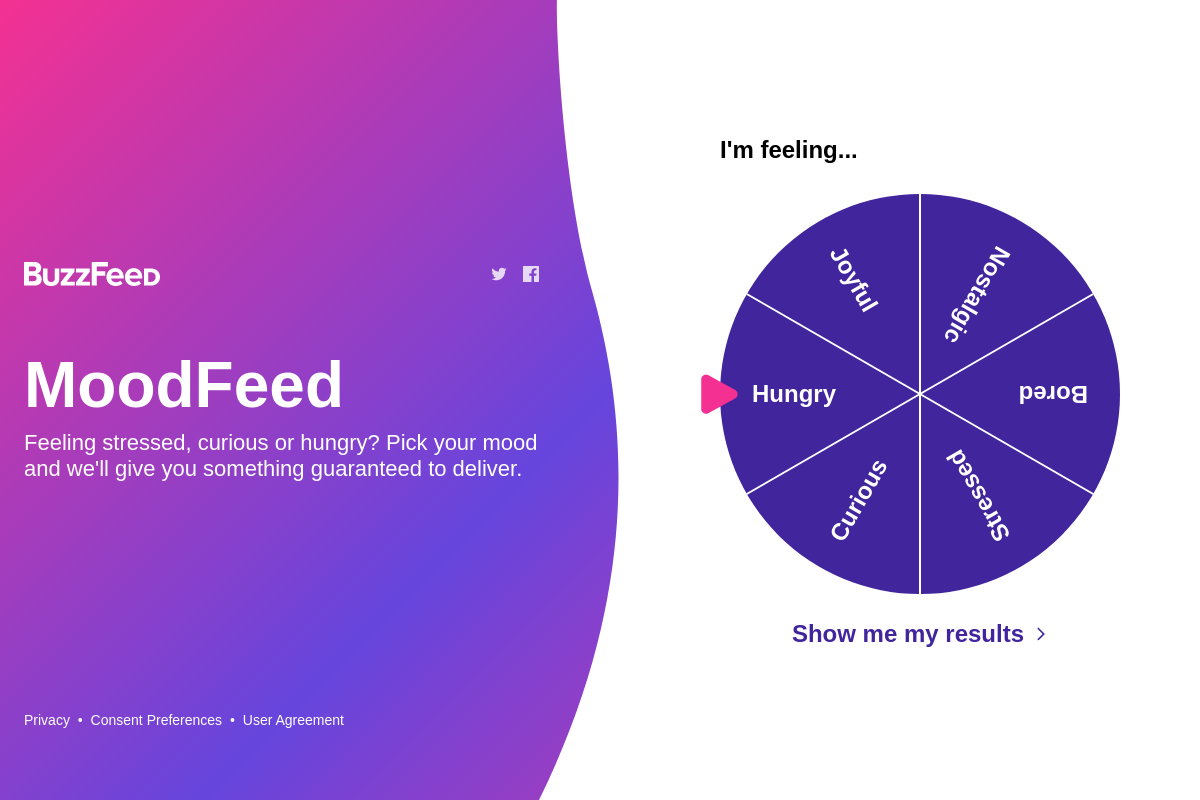 BuzzFeed
MoodFeed
Feeling stressed, curious or hungry? Pick your mood
and we'll give you something guaranteed to deliver.
Privacy • Consent Preferences • User Agreement
I'm feeling...
Joyful
Nostalgic
Hungry
Bored
Curious
Stressed
Show me my results